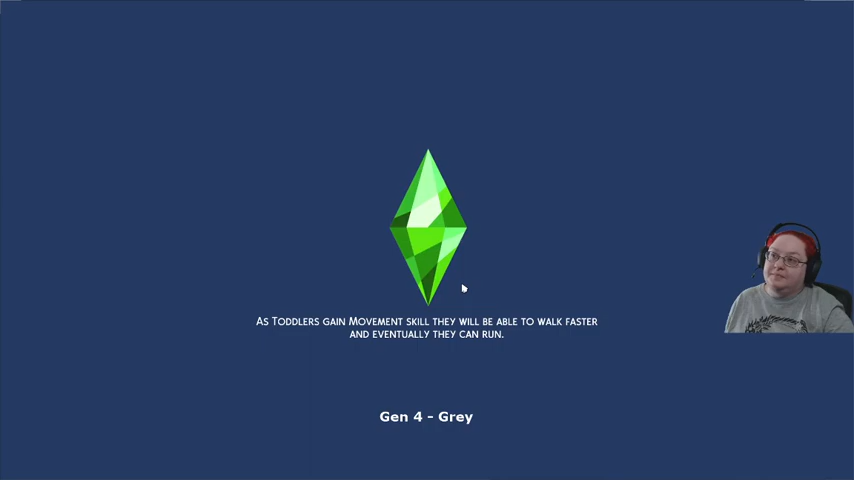 AS TODDLERS GAIN MOVEMENT SKILL THEY WILL BE ABLE TO WALK FASTER
AND EVENTUALLY THEY CAN RUN.
Gen 4 - Grey